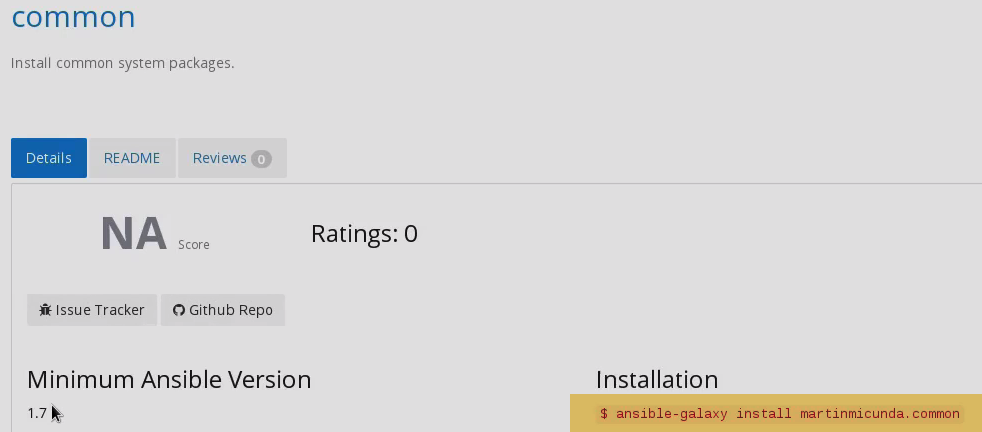 common
Install common system packages.
Details README Reviews 0
NA Score Ratings: 0
Issue Tracker Github Repo
Minimum Ansible Version
1.7
Installation
$ ansible-galaxy install martinmicunda.common